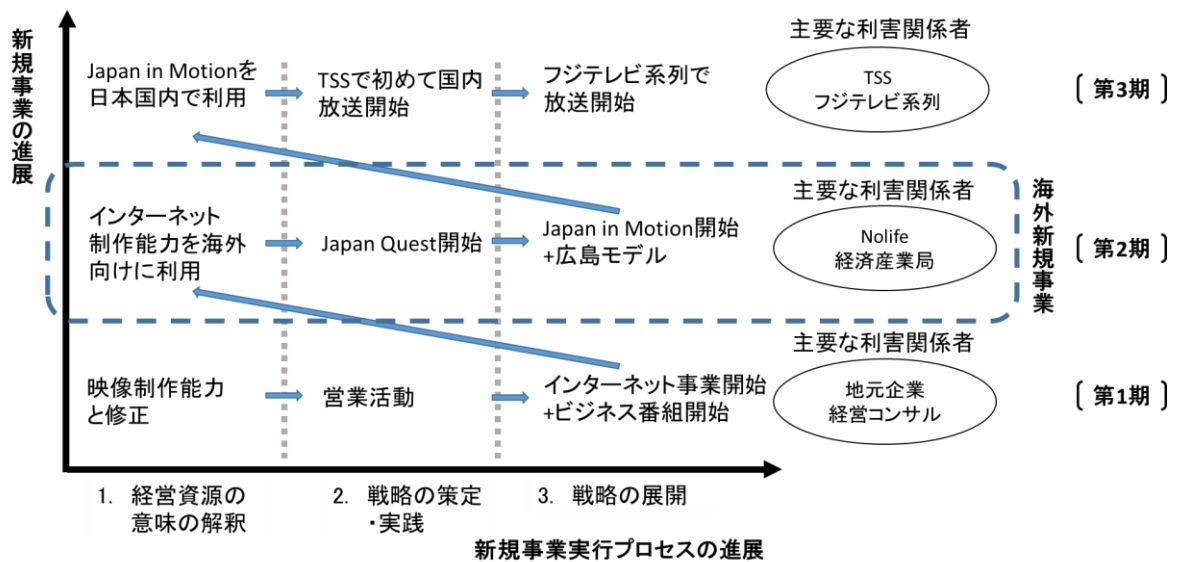 新規事業の進展
Japan in Motionを
日本国内で利用
TSSで初めて国内
放送開始
フジテレビ系列で
放送開始
主要な利害関係者
TSS
フジテレビ系列
〔 第3期 〕
インターネット
制作能力を海外
向けに利用
Japan Quest開始
Japan in Motion開始
+広島モデル
主要な利害関係者
Nolife
経済産業局
海外新規事業
〔 第2期 〕
映像制作能力
と修正
営業活動
インターネット事業開始
+ビジネス番組開始
主要な利害関係者
地元企業
経営コンサル
〔 第1期 〕
1. 経営資源の
意味の解釈
2. 戦略の策定
・実践
3. 戦略の展開
新規事業実行プロセスの進展